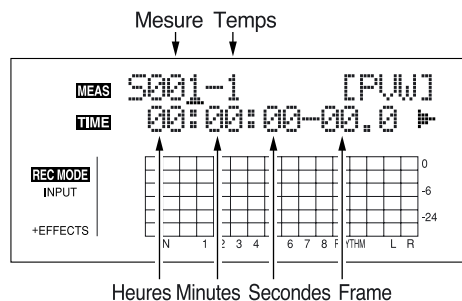 Mesure Temps
MEAS S001-1 [PVW]
TIME 00:00:00-00.0
REC MODE
INPUT
+EFFECTS
0
-6
-24
N 1 2 3 4 6 7 8 RYTHM L R
Heures Minutes Secondes Frame